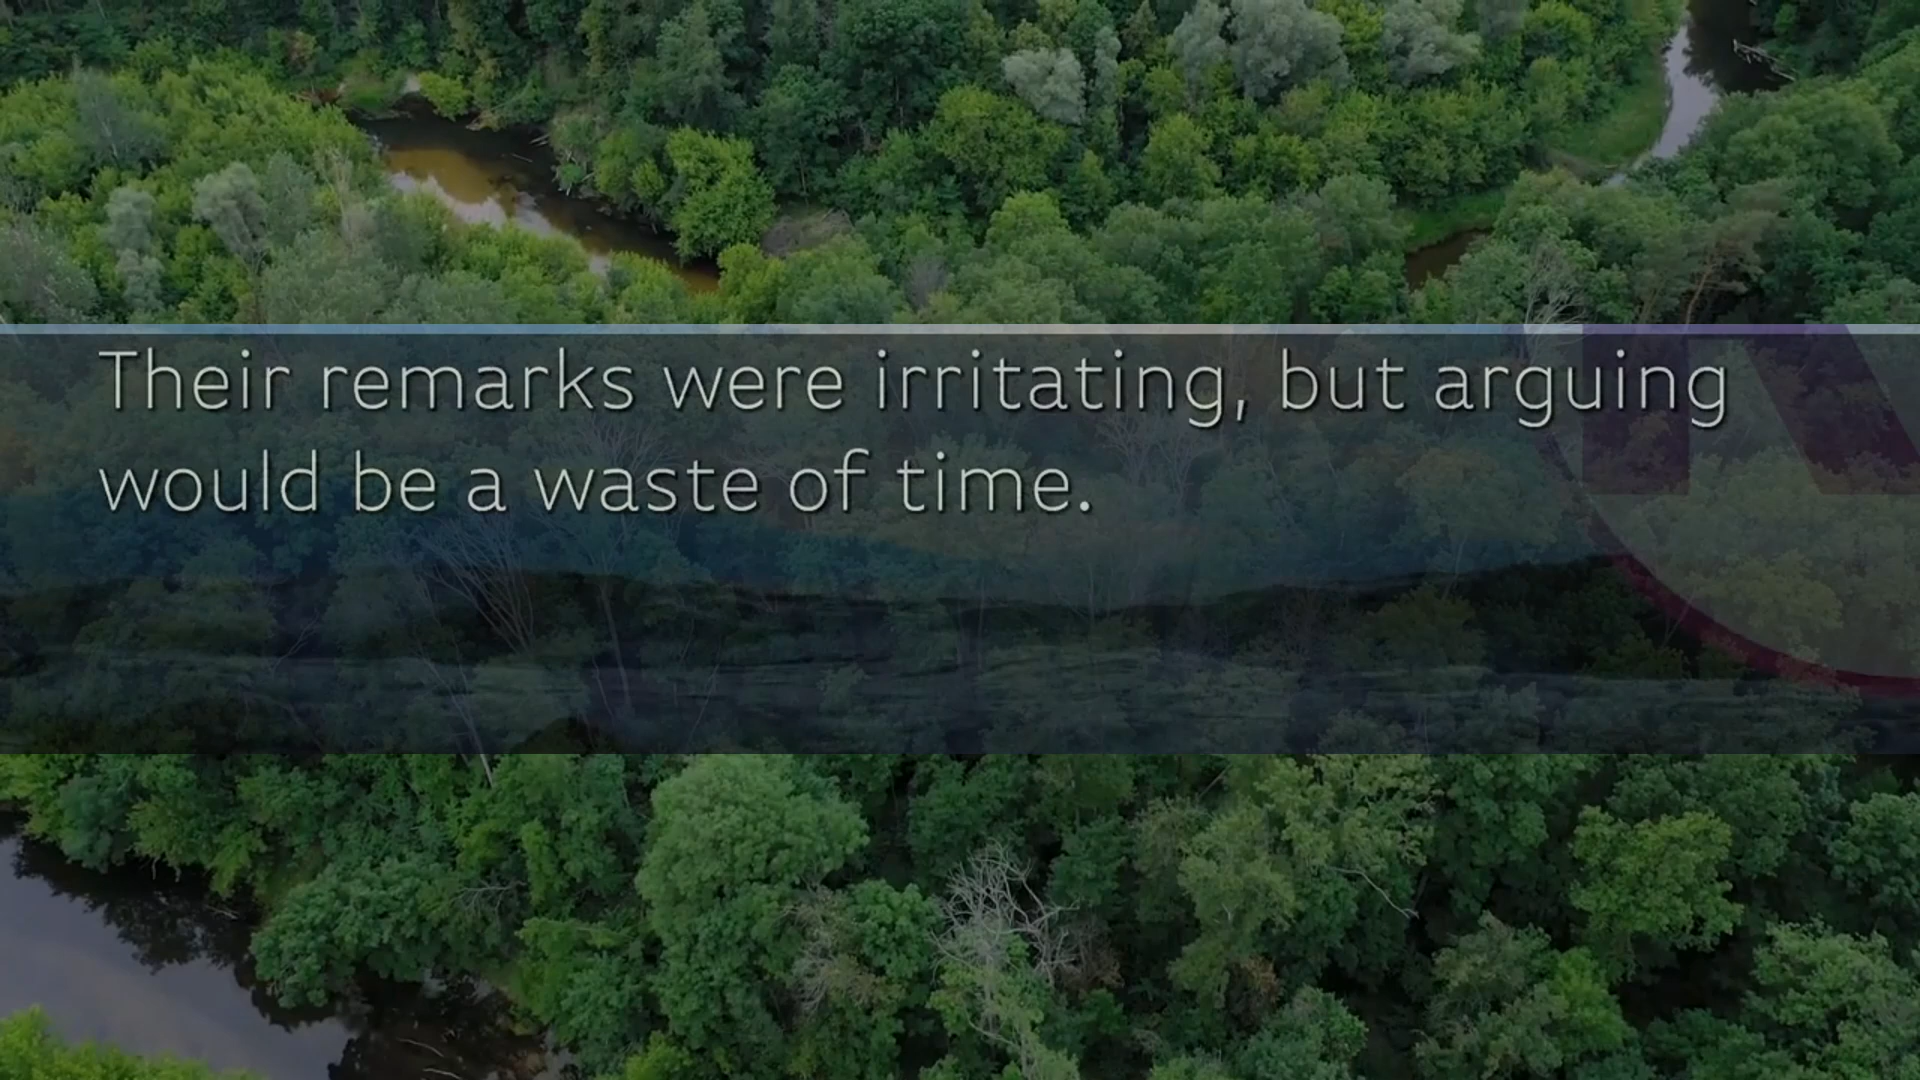 Their remarks were irritating, but arguing
would be a waste of time.